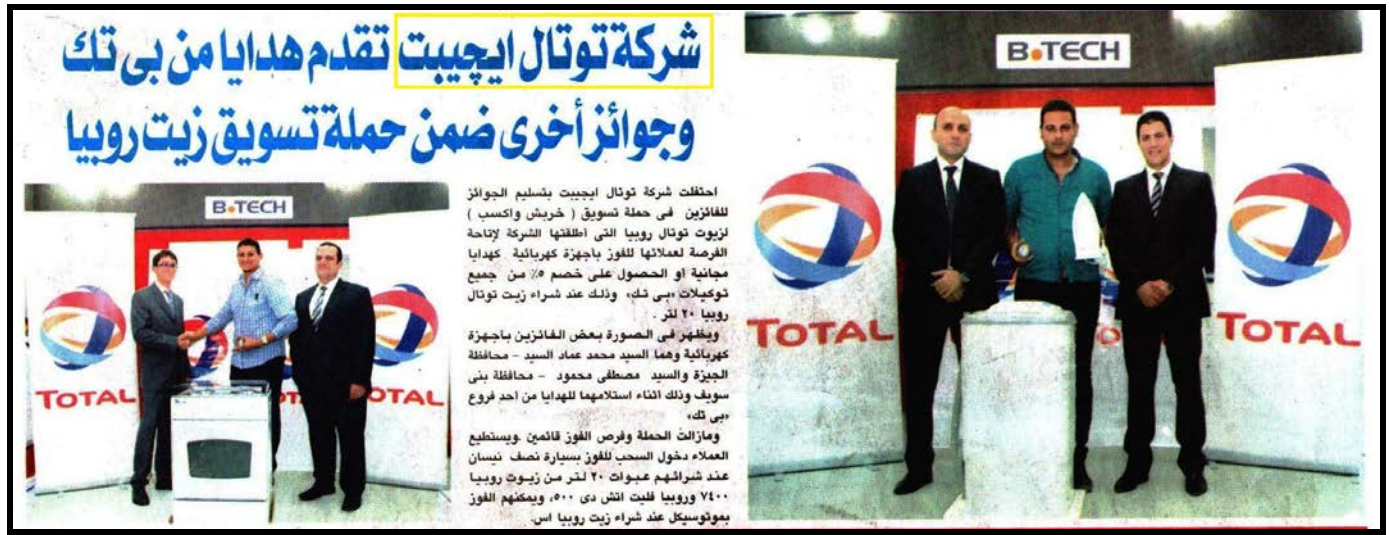 شركة توتال ايجيبت تقدم هدايا من بى تك
وجوائز أخرى ضمن حملة تسويق زيت روبيا
احتفلت شركة توتال ايجيبت بتسليم الجوائز
للفائزين فى حملة تسويق ( خربش واكسب )
لزيوت توتال روبيا التى أطلقتها الشركة لإتاحة
الفرصة لعملائها للفوز بأجهزة كهربائية كهدايا
مجانية او الحصول على خصم ٥٪ من جميع
توكيلات «بى تك» وذلك عند شراء زيت توتال
روبيا ٢٠ لتر .
ويظهر فى الصورة بعض الفائزين بأجهزة
كهربائية وهما السيد محمد عماد السيد – محافظة
الجيزة والسيد مصطفى محمود – محافظة بنى
سويف وذلك اثناء استلامهما للهدايا من احد فروع
«بى تك»
ومازالت الحملة وفرص الفوز قائمين .ويستطيع
العملاء دخول السحب للفوز بسيارة نصف نيسان
عند شرائهم عبوات ٢٠ لتر من زيوت روبيا
٧٤٠٠ وروبيا فليت اتش دى ٥٠٠، ويمكنهم الفوز
بموتوسيكل عند شراء زيت روبيا اس.
B.TECH
TOTAL
TOTAL
B.TECH
TOTAL
TOTAL